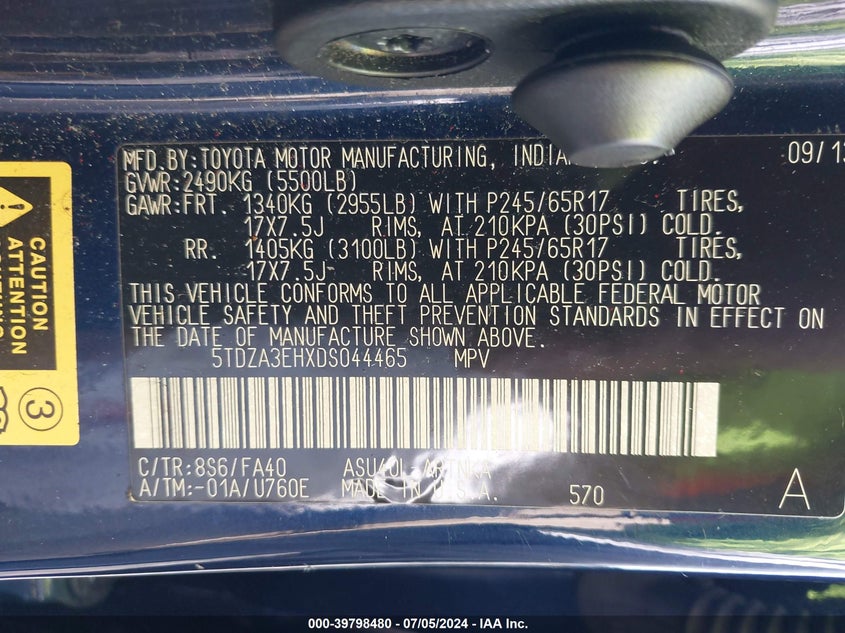 MFD.BY:TOYOTA MOTOR MANUFACTURING, 09/13
GVWR:2490KG (5500LB)
GAWR:FRT. 1340KG (2955LB) WITH P245/65R17 TIRES,
17X7.5J RIMS, AT 210KPA (30PSI) COLD.
RR. 1405KG (3100LB) WITH P245/65R17 TIRES,
17X7.5J RIMS, AT 210KPA (30PSI) COLD.
THIS VEHICLE CONFORMS TO ALL APPLICABLE FEDERAL MOTOR
VEHICLE SAFETY AND THEFT PREVENTION STANDARDS IN EFFECT ON
THE DATE OF MANUFACTURE SHOWN ABOVE.
5TDZA3EHXDS044465 MPV
C/TR:8S6/FA40
A/TM:-01A/U760E MADE IN U.S.A. 570 A
CAUTION
ATTENTION
3
000-39798480 - 07/05/2024 - IAA Inc.